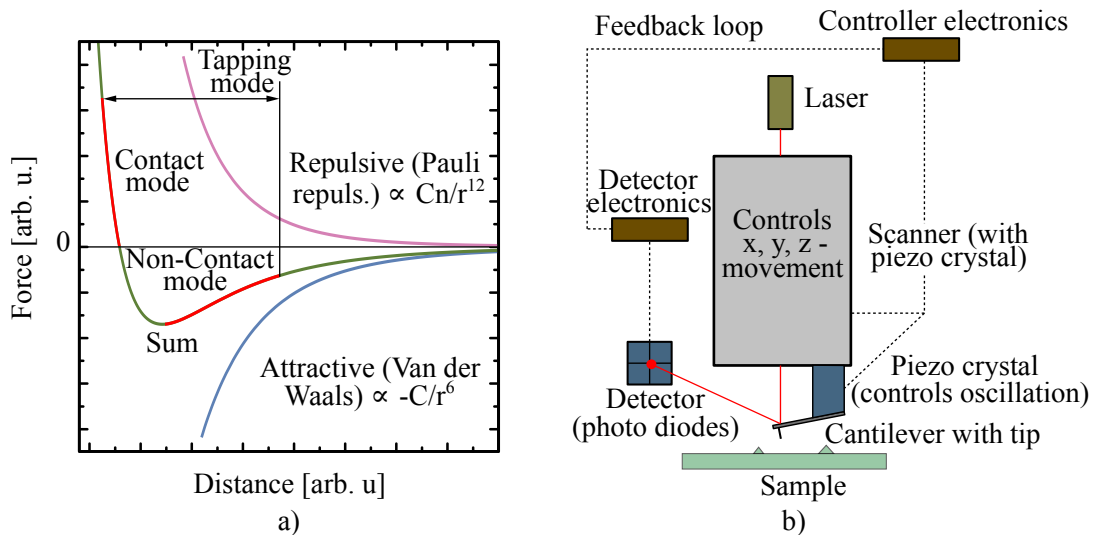 Tapping
mode
Contact
mode
Repulsive (Pauli
repuls.) ∝ Cn/r¹²
0
Non-Contact
mode
Sum
Attractive (Van der
Waals) ∝ -C/r⁶
Force [arb. u.]
Distance [arb. u]
a)
Controller electronics
Feedback loop
Laser
Detector
electronics
Controls
x, y, z -
movement
Scanner (with
piezo crystal)
Piezo crystal
(controls oscillation)
Detector
(photo diodes)
Cantilever with tip
Sample
b)